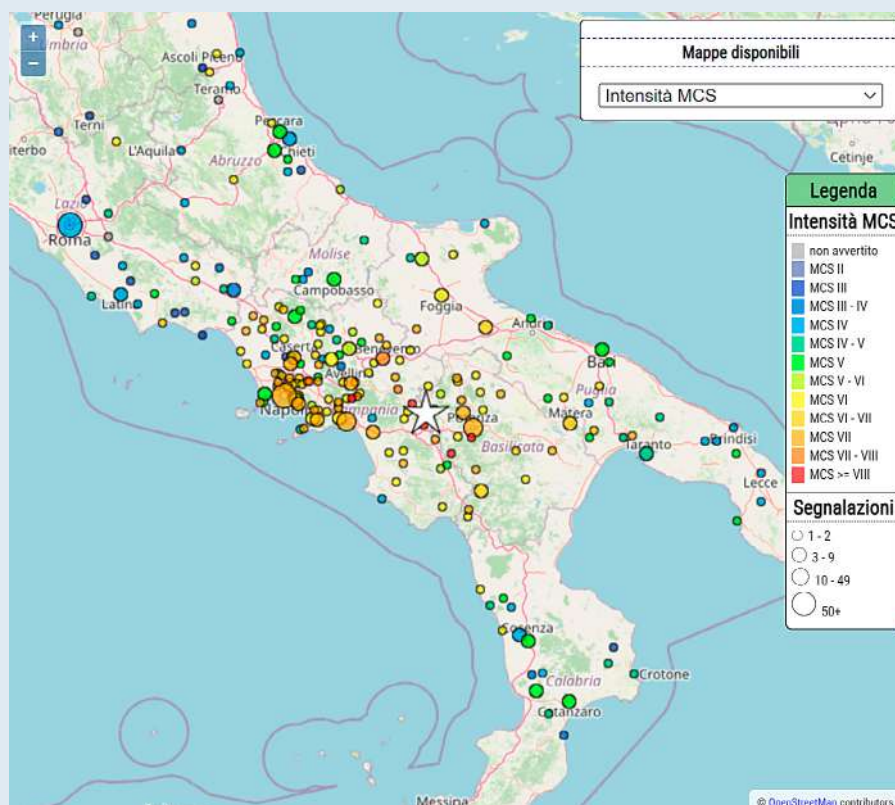 Perugia
Umbria
+
−
Ascoli Piceno
Teramo
Mappe disponibili
Intensità MCS
Terni
Pescara
Chieti
L'Aquila
Abruzzo
Cetinje
Lazio
Roma
Legenda
Intensità MCS
non avvertito
MCS II
MCS III
MCS III - IV
MCS IV
MCS IV - V
MCS V
MCS V - VI
MCS VI
MCS VI - VII
MCS VII
MCS VII - VIII
MCS >= VIII
Segnalazioni
1 - 2
3 - 9
10 - 49
50+
Molise
Latina
Campobasso
Foggia
Andria
Bari
Caserta
Benevento
Avellino
Napoli
Campania
Puglia
Matera
Potenza
Basilicata
Taranto
Brindisi
Lecce
Cosenza
Calabria
Crotone
Catanzaro
Messina
© OpenStreetMap contributors